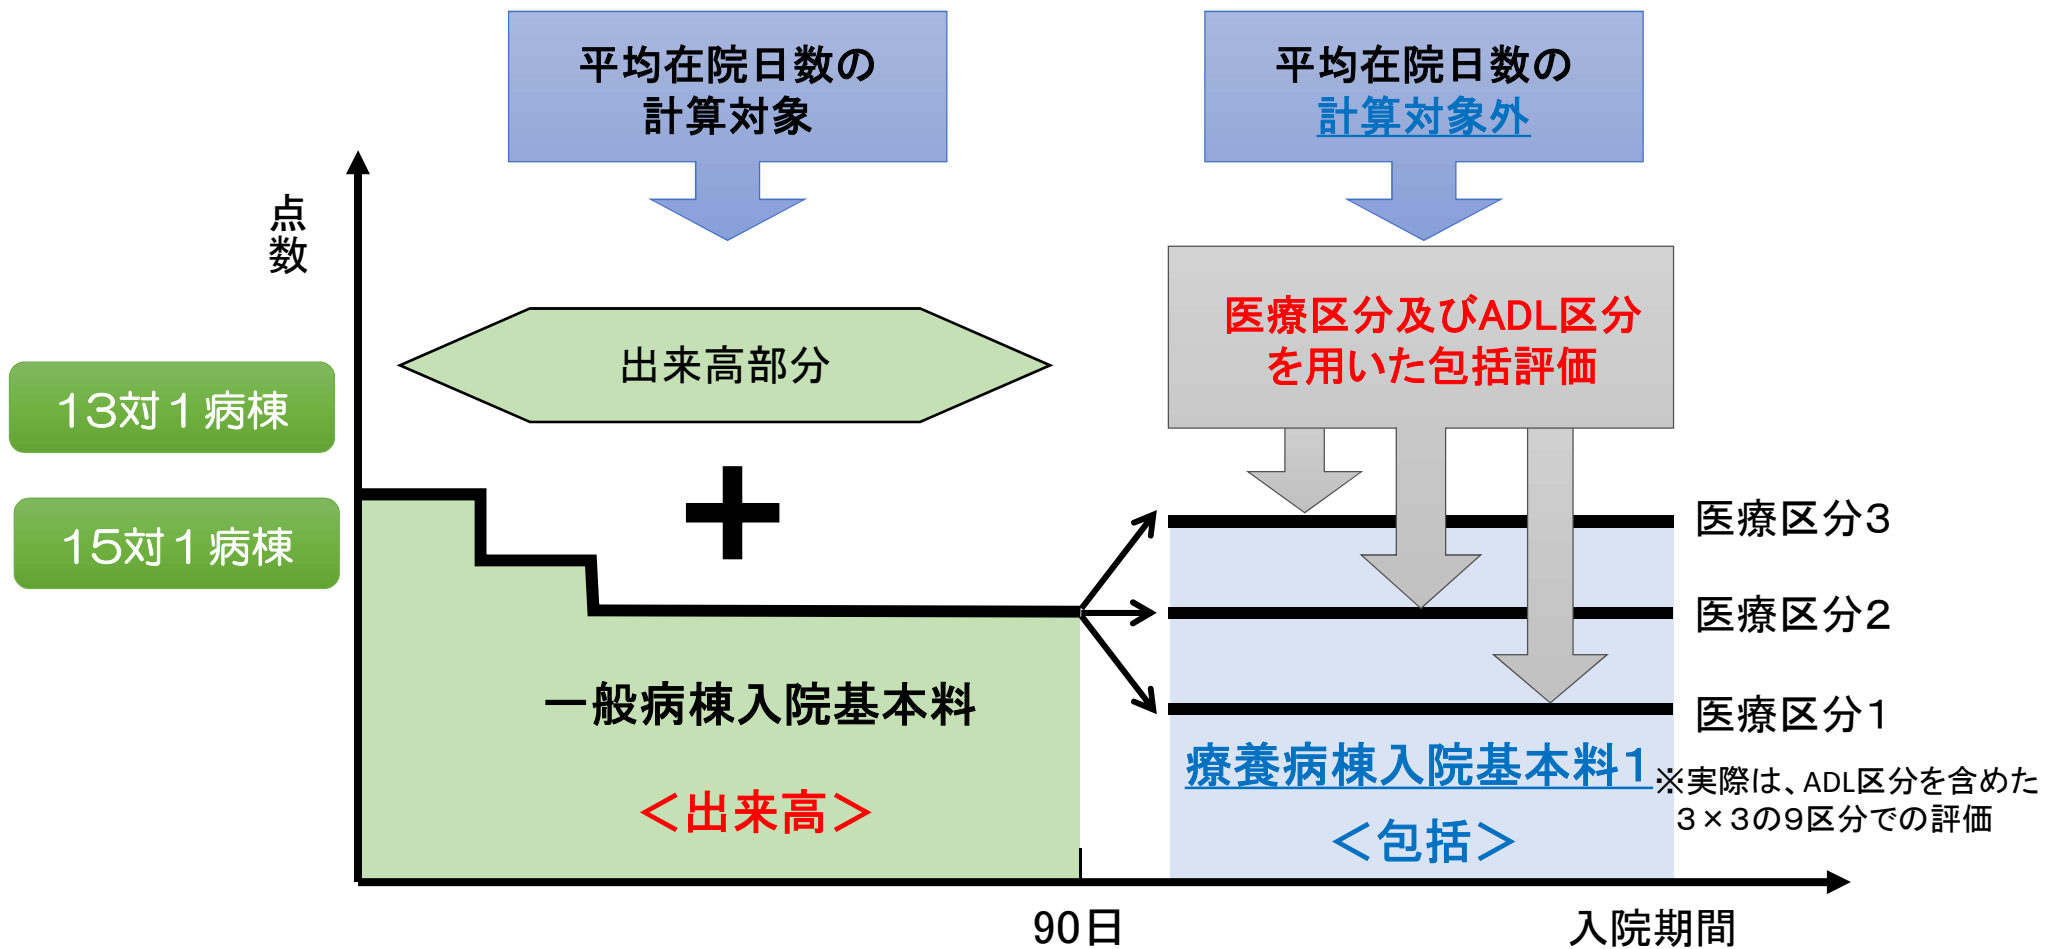 平均在院日数の
計算対象
平均在院日数の
計算対象外
点数
出来高部分
医療区分及びADL区分
を用いた包括評価
13対1病棟
15対1病棟
＋
医療区分3
医療区分2
医療区分1
一般病棟入院基本料
＜出来高＞
療養病棟入院基本料1
＜包括＞
※実際は、ADL区分を含めた
3×3の9区分での評価
90日
入院期間